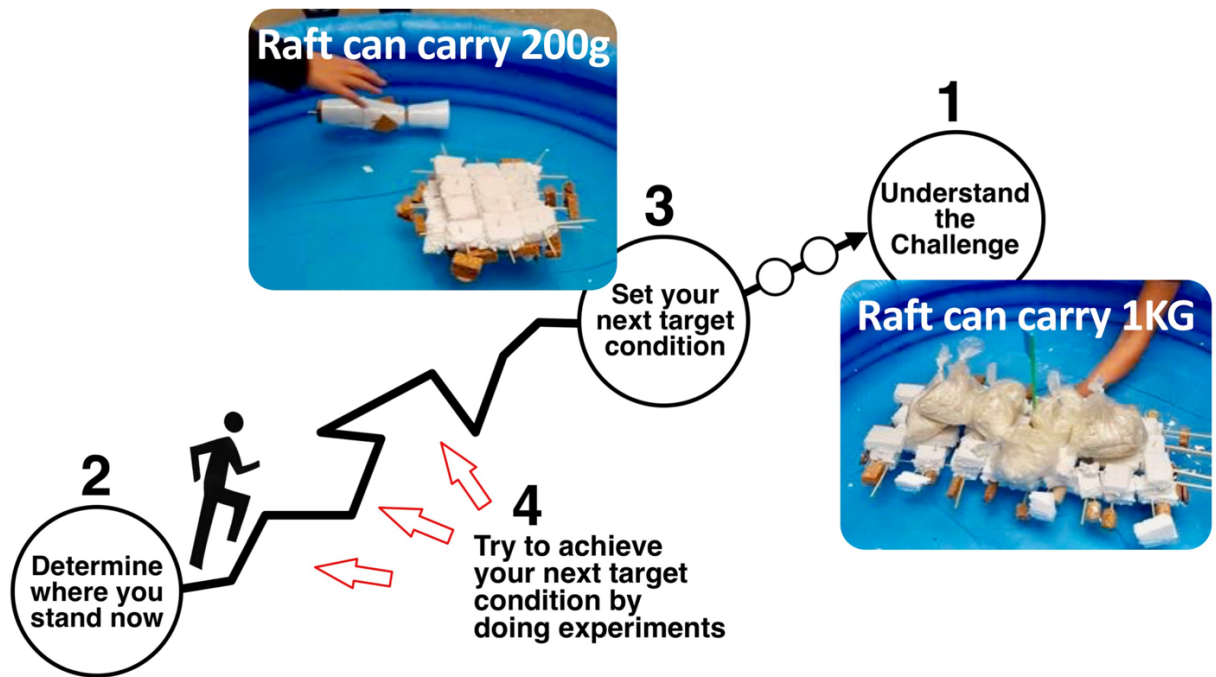 Raft can carry 200g
1
Understand
the
Challenge
Raft can carry 1KG
3
Set your
next target
condition
2
Determine
where you
stand now
4
Try to achieve
your next target
condition by
doing experiments